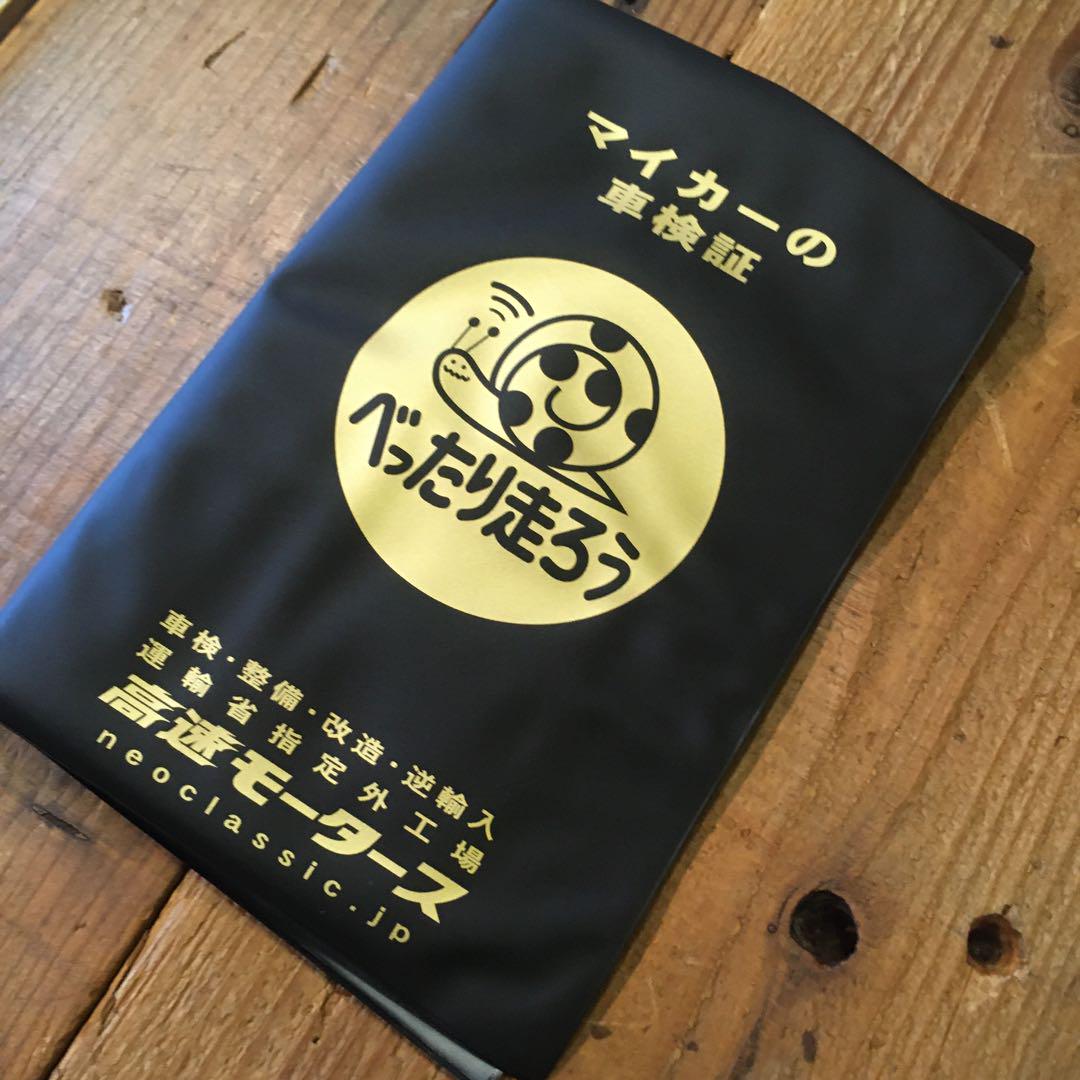 マイカーの
車検証
べったり走ろう
車検・整備・改造・逆輸入
運輸省指定外工場
高速モータース
neoclassic.jp